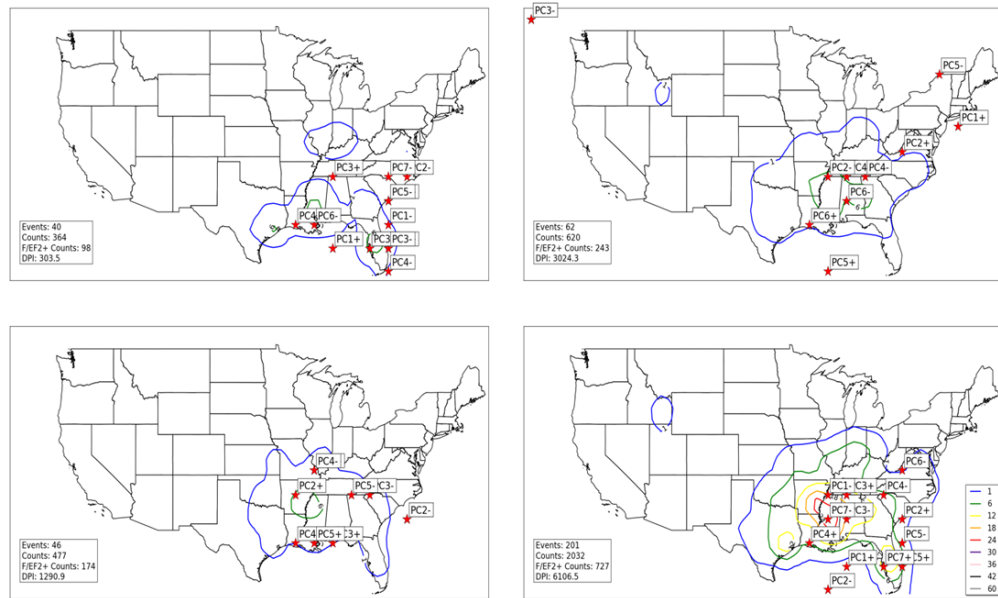 PC3+
PC7-
C2-
PC5-
PC4
PC6-
PC1-
PC1+
PC3
PC3-
PC4-
Events: 40
Counts: 364
F/EF2+ Counts: 98
DPI: 303.5
PC3-
PC5-
PC1+
PC2+
PC2-
C4
PC4-
PC6-
PC6+
PC5+
Events: 62
Counts: 620
F/EF2+ Counts: 243
DPI: 3024.3
PC4-
PC2+
PC5-
C3-
PC2-
PC4
PC5+
C3+
Events: 46
Counts: 477
F/EF2+ Counts: 174
DPI: 1290.9
PC6-
PC1-
C3+
PC4-
PC7-
C3-
PC2+
PC4+
PC5-
PC1+
PC7+
C5+
PC2-
Events: 201
Counts: 2032
F/EF2+ Counts: 727
DPI: 6106.5
1
6
12
18
24
30
36
42
60